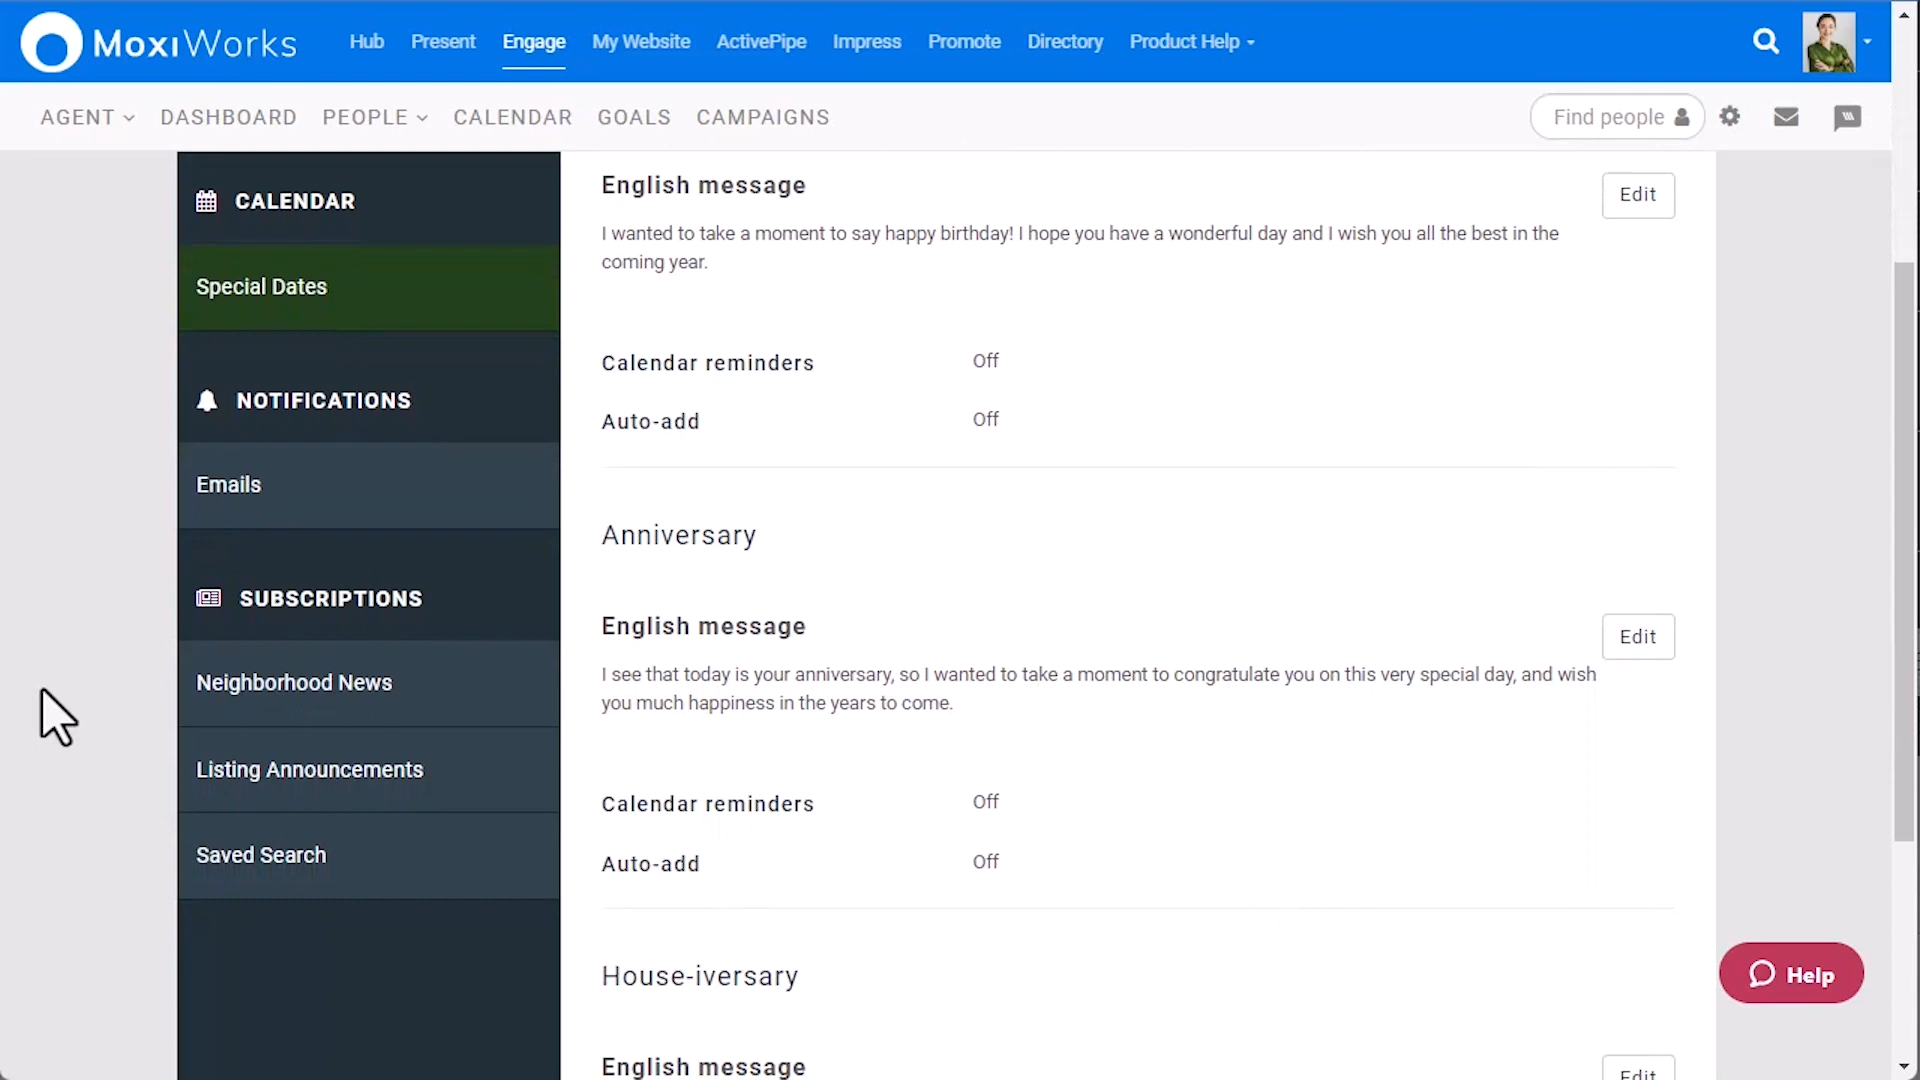 MoxiWorks
Hub Present Engage My Website ActivePipe Impress Promote Directory Product Help
AGENT DASHBOARD PEOPLE CALENDAR GOALS CAMPAIGNS
Find people
CALENDAR
Special Dates
NOTIFICATIONS
Emails
SUBSCRIPTIONS
Neighborhood News
Listing Announcements
Saved Search
English message
Edit
I wanted to take a moment to say happy birthday! I hope you have a wonderful day and I wish you all the best in the
coming year.
Calendar reminders Off
Auto-add Off
Anniversary
English message
Edit
I see that today is your anniversary, so I wanted to take a moment to congratulate you on this very special day, and wish
you much happiness in the years to come.
Calendar reminders Off
Auto-add Off
House-iversary
English message
Edit
Help